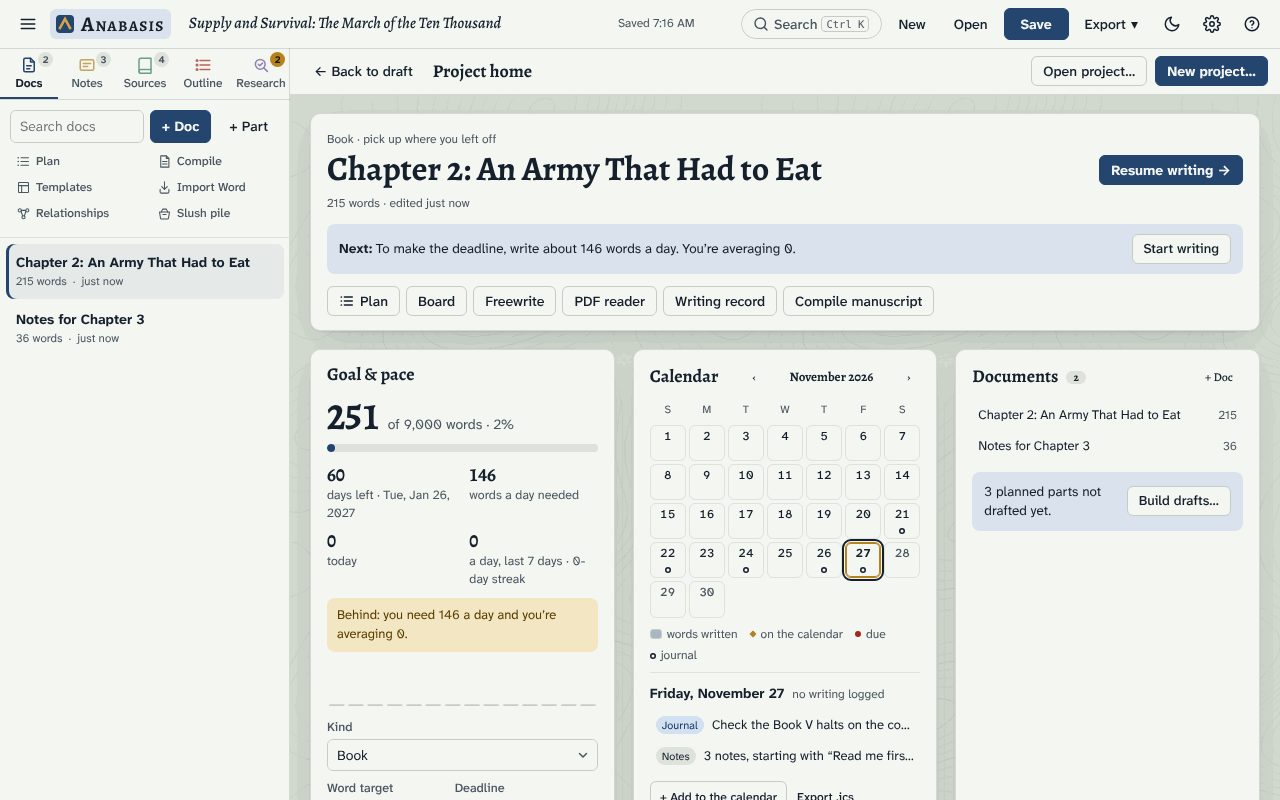 Anabasis
Supply and Survival: The March of the Ten Thousand
Saved 7:16 AM
Search Ctrl K
New
Open
Save
Export ▾
Docs 2
Notes 3
Sources 4
Outline
Research 2
← Back to draft
Project home
Open project...
New project...
Search docs
+ Doc
+ Part
Plan
Compile
Templates
Import Word
Relationships
Slush pile
Chapter 2: An Army That Had to Eat
215 words · just now
Notes for Chapter 3
36 words · just now
Book · pick up where you left off
Chapter 2: An Army That Had to Eat
Resume writing →
215 words · edited just now
Next: To make the deadline, write about 146 words a day. You're averaging 0.
Start writing
Plan
Board
Freewrite
PDF reader
Writing record
Compile manuscript
Goal & pace
251 of 9,000 words · 2%
60
days left · Tue, Jan 26,
2027
146
words a day needed
0
today
0
a day, last 7 days · 0-
day streak
Behind: you need 146 a day and you're
averaging 0.
Kind
Book
Word target
Deadline
Calendar
‹ November 2026 ›
S M T W T F S
1 2 3 4 5 6 7
8 9 10 11 12 13 14
15 16 17 18 19 20 21
22 23 24 25 26 27 28
29 30
words written
on the calendar
due
journal
Friday, November 27 no writing logged
Journal Check the Book V halts on the co...
Notes 3 notes, starting with “Read me firs...
+ Add to the calendar
Export .ics
Documents 2
+ Doc
Chapter 2: An Army That Had to Eat 215
Notes for Chapter 3 36
3 planned parts not
drafted yet.
Build drafts...